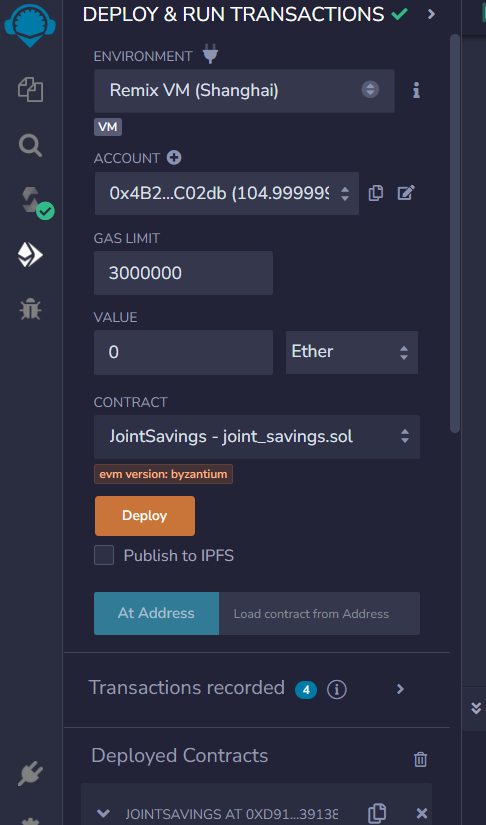 DEPLOY & RUN TRANSACTIONS
ENVIRONMENT
Remix VM (Shanghai)
VM
ACCOUNT
0x4B2...C02db (104.999999
GAS LIMIT
3000000
VALUE
0 Ether
CONTRACT
JointSavings - joint_savings.sol
evm version: byzantium
Deploy
Publish to IPFS
At Address Load contract from Address
Transactions recorded 4
Deployed Contracts
JOINTSAVINGS AT 0XD91...39138